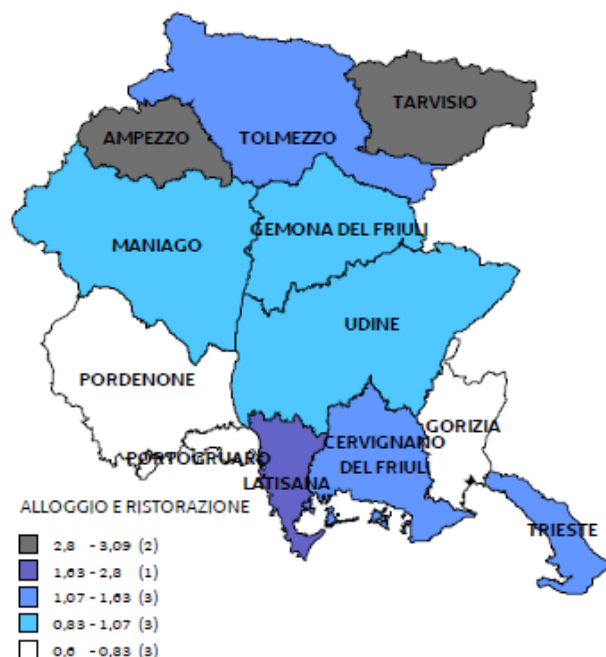 TARVISIO
AMPEZZO
TOLMEZZO
GEMONA DEL FRIULI
MANIAGO
UDINE
PORDENONE
GORIZIA
CERVIGNANO
DEL FRIULI
PORTOGRUARO
LATISANA
TRIESTE
ALLOGGIO E RISTORAZIONE
2,8 - 3,09 (2)
1,63 - 2,8 (1)
1,07 - 1,63 (3)
0,83 - 1,07 (3)
0,6 - 0,83 (3)